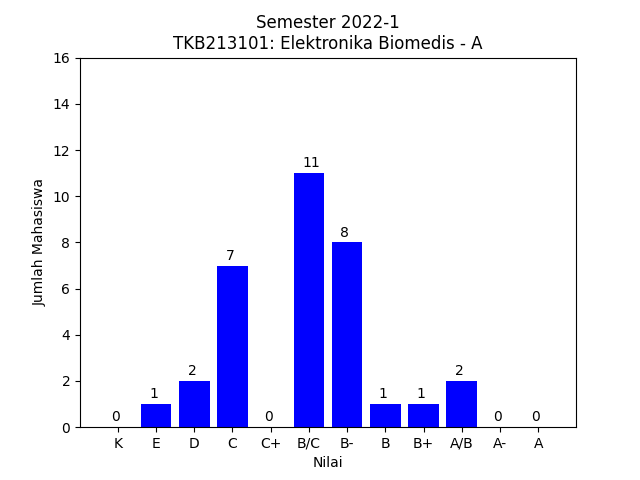 Semester 2022-1
TKB213101: Elektronika Biomedis - A
16
14
12
10
8
6
4
2
0
Jumlah Mahasiswa
0 1 2 7 0 11 8 1 1 2 0 0
K E D C C+ B/C B- B B+ A/B A- A
Nilai